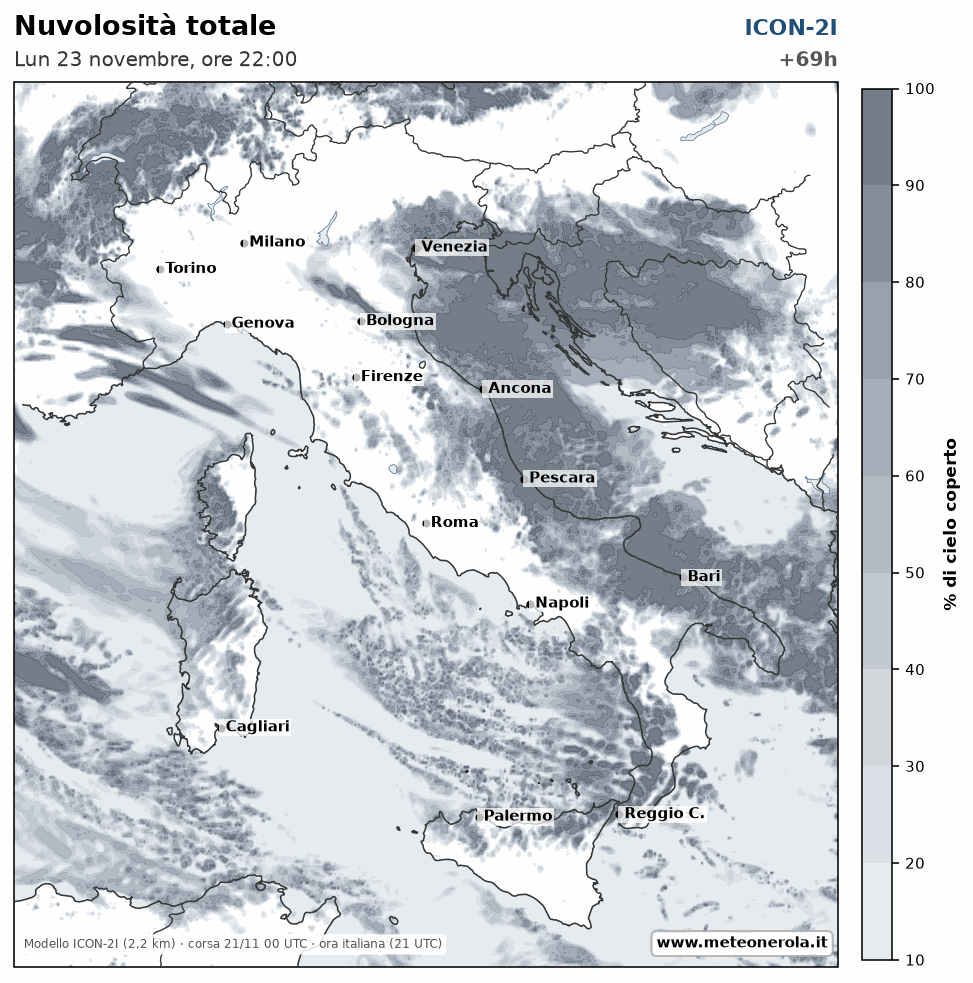 Nuvolosità totale
ICON-2I
Lun 23 novembre, ore 22:00
+69h
100
90
80
70
60
50
40
30
20
10
% di cielo coperto
Venezia
Milano
Torino
Bologna
Genova
Firenze
Ancona
Pescara
Roma
Bari
Napoli
Cagliari
Palermo
Reggio C.
Modello ICON-2I (2,2 km) · corsa 21/11 00 UTC · ora italiana (21 UTC)
www.meteonerola.it